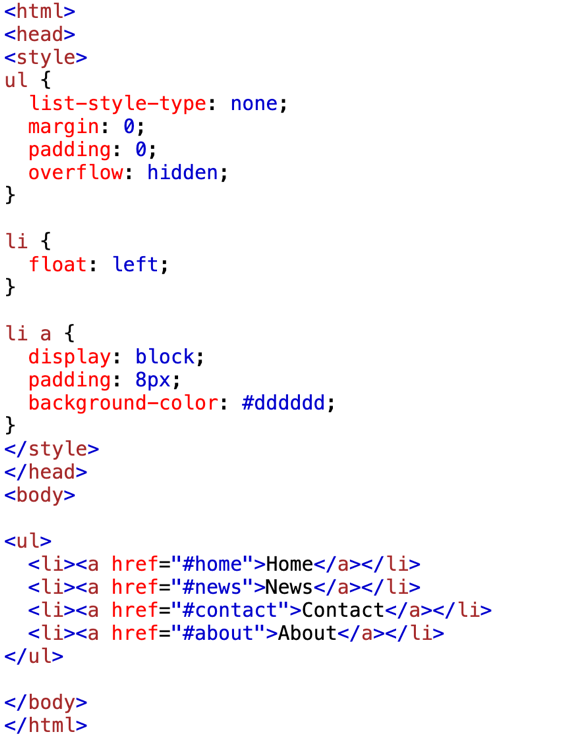 <html>
<head>
<style>
ul {
  list-style-type: none;
  margin: 0;
  padding: 0;
  overflow: hidden;
}

li {
  float: left;
}

li a {
  display: block;
  padding: 8px;
  background-color: #dddddd;
}
</style>
</head>
<body>

<ul>
  <li><a href="#home">Home</a></li>
  <li><a href="#news">News</a></li>
  <li><a href="#contact">Contact</a></li>
  <li><a href="#about">About</a></li>
</ul>

</body>
</html>